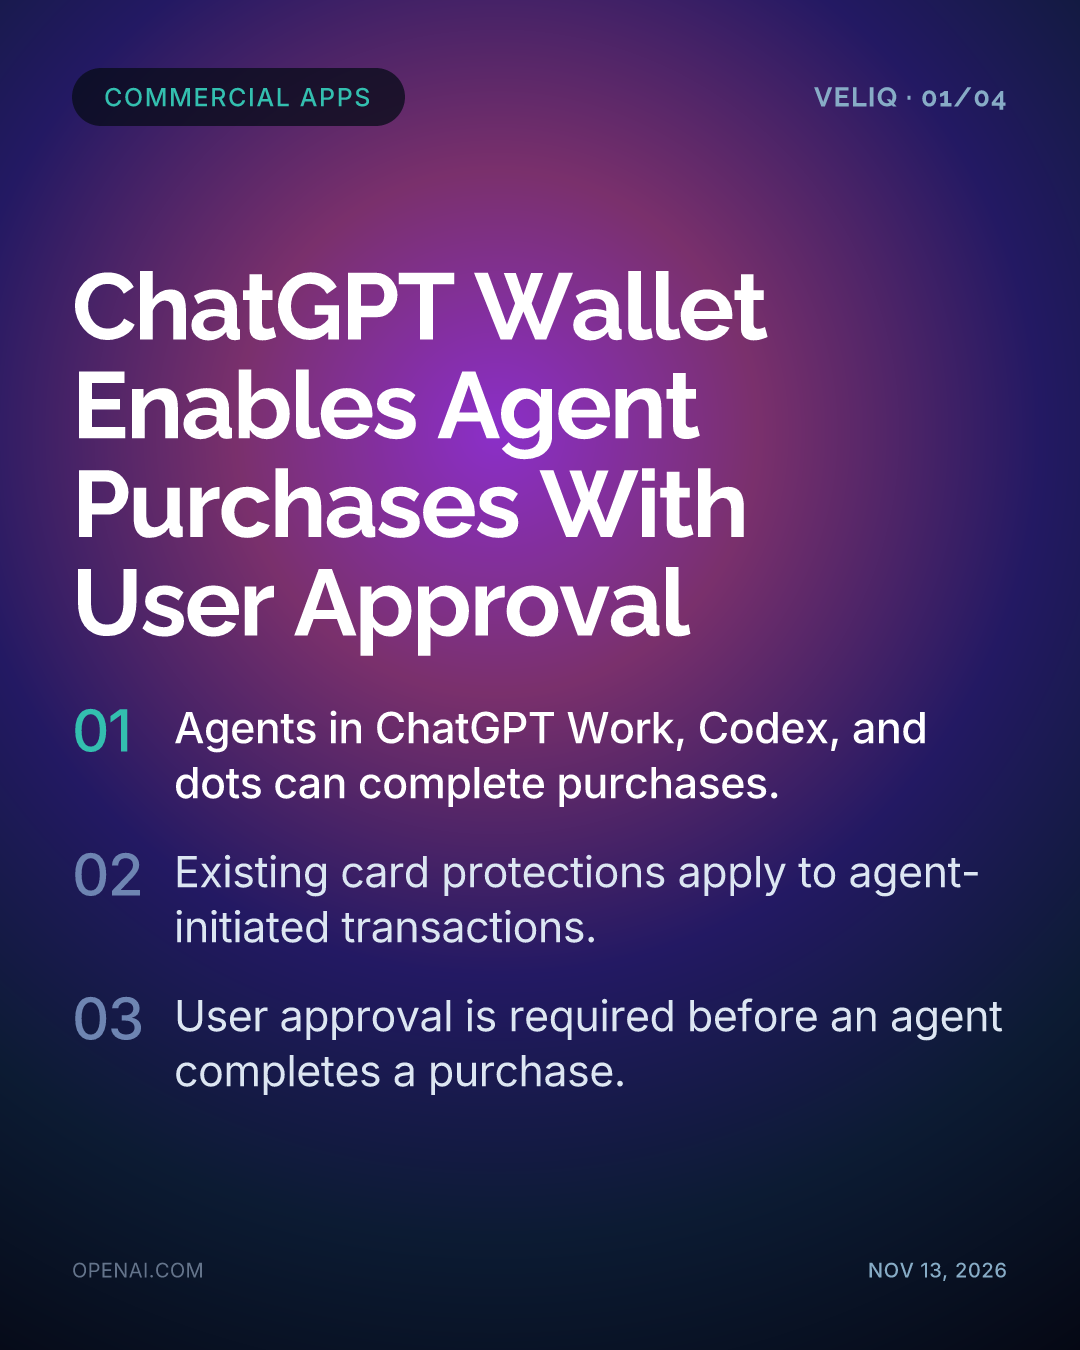 COMMERCIAL APPS
VELIQ · 01/04
ChatGPT Wallet
Enables Agent
Purchases With
User Approval
01 Agents in ChatGPT Work, Codex, and
dots can complete purchases.
02 Existing card protections apply to agent-
initiated transactions.
03 User approval is required before an agent
completes a purchase.
OPENAI.COM
NOV 13, 2026